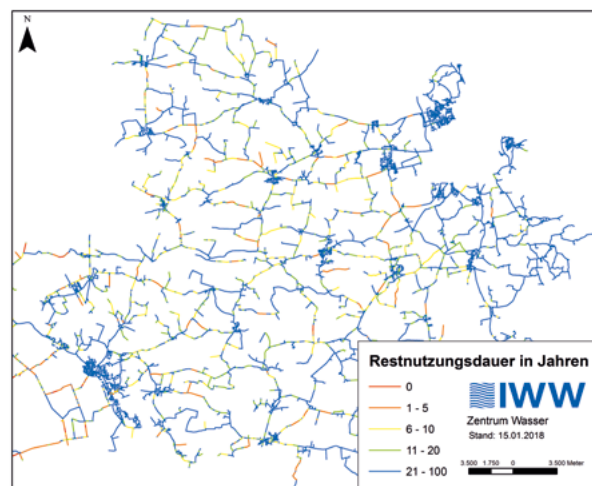 N
Restnutzungsdauer in Jahren
0
1 - 5
6 - 10
11 - 20
21 - 100
IWW
Zentrum Wasser
Stand: 15.01.2018
3.500 1.750 0 3.500 Meter